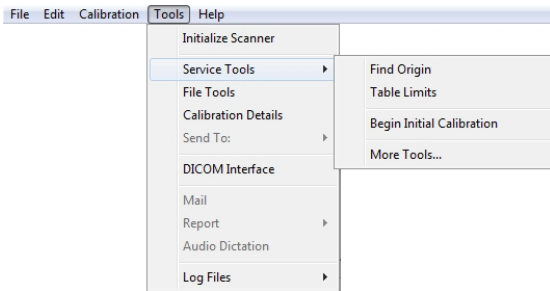 File Edit Calibration Tools Help
Initialize Scanner
Service Tools
File Tools
Calibration Details
Send To:
DICOM Interface
Mail
Report
Audio Dictation
Log Files
Find Origin
Table Limits
Begin Initial Calibration
More Tools...